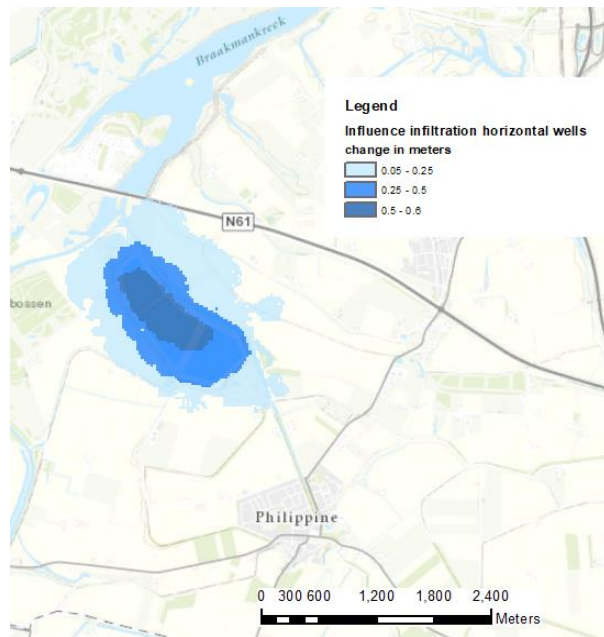 Braakmankreek
Legend
Influence infiltration horizontal wells
change in meters
0.05 - 0.25
0.25 - 0.5
0.5 - 0.6
N61
bossen
Philippine
0 300 600 1,200 1,800 2,400
Meters